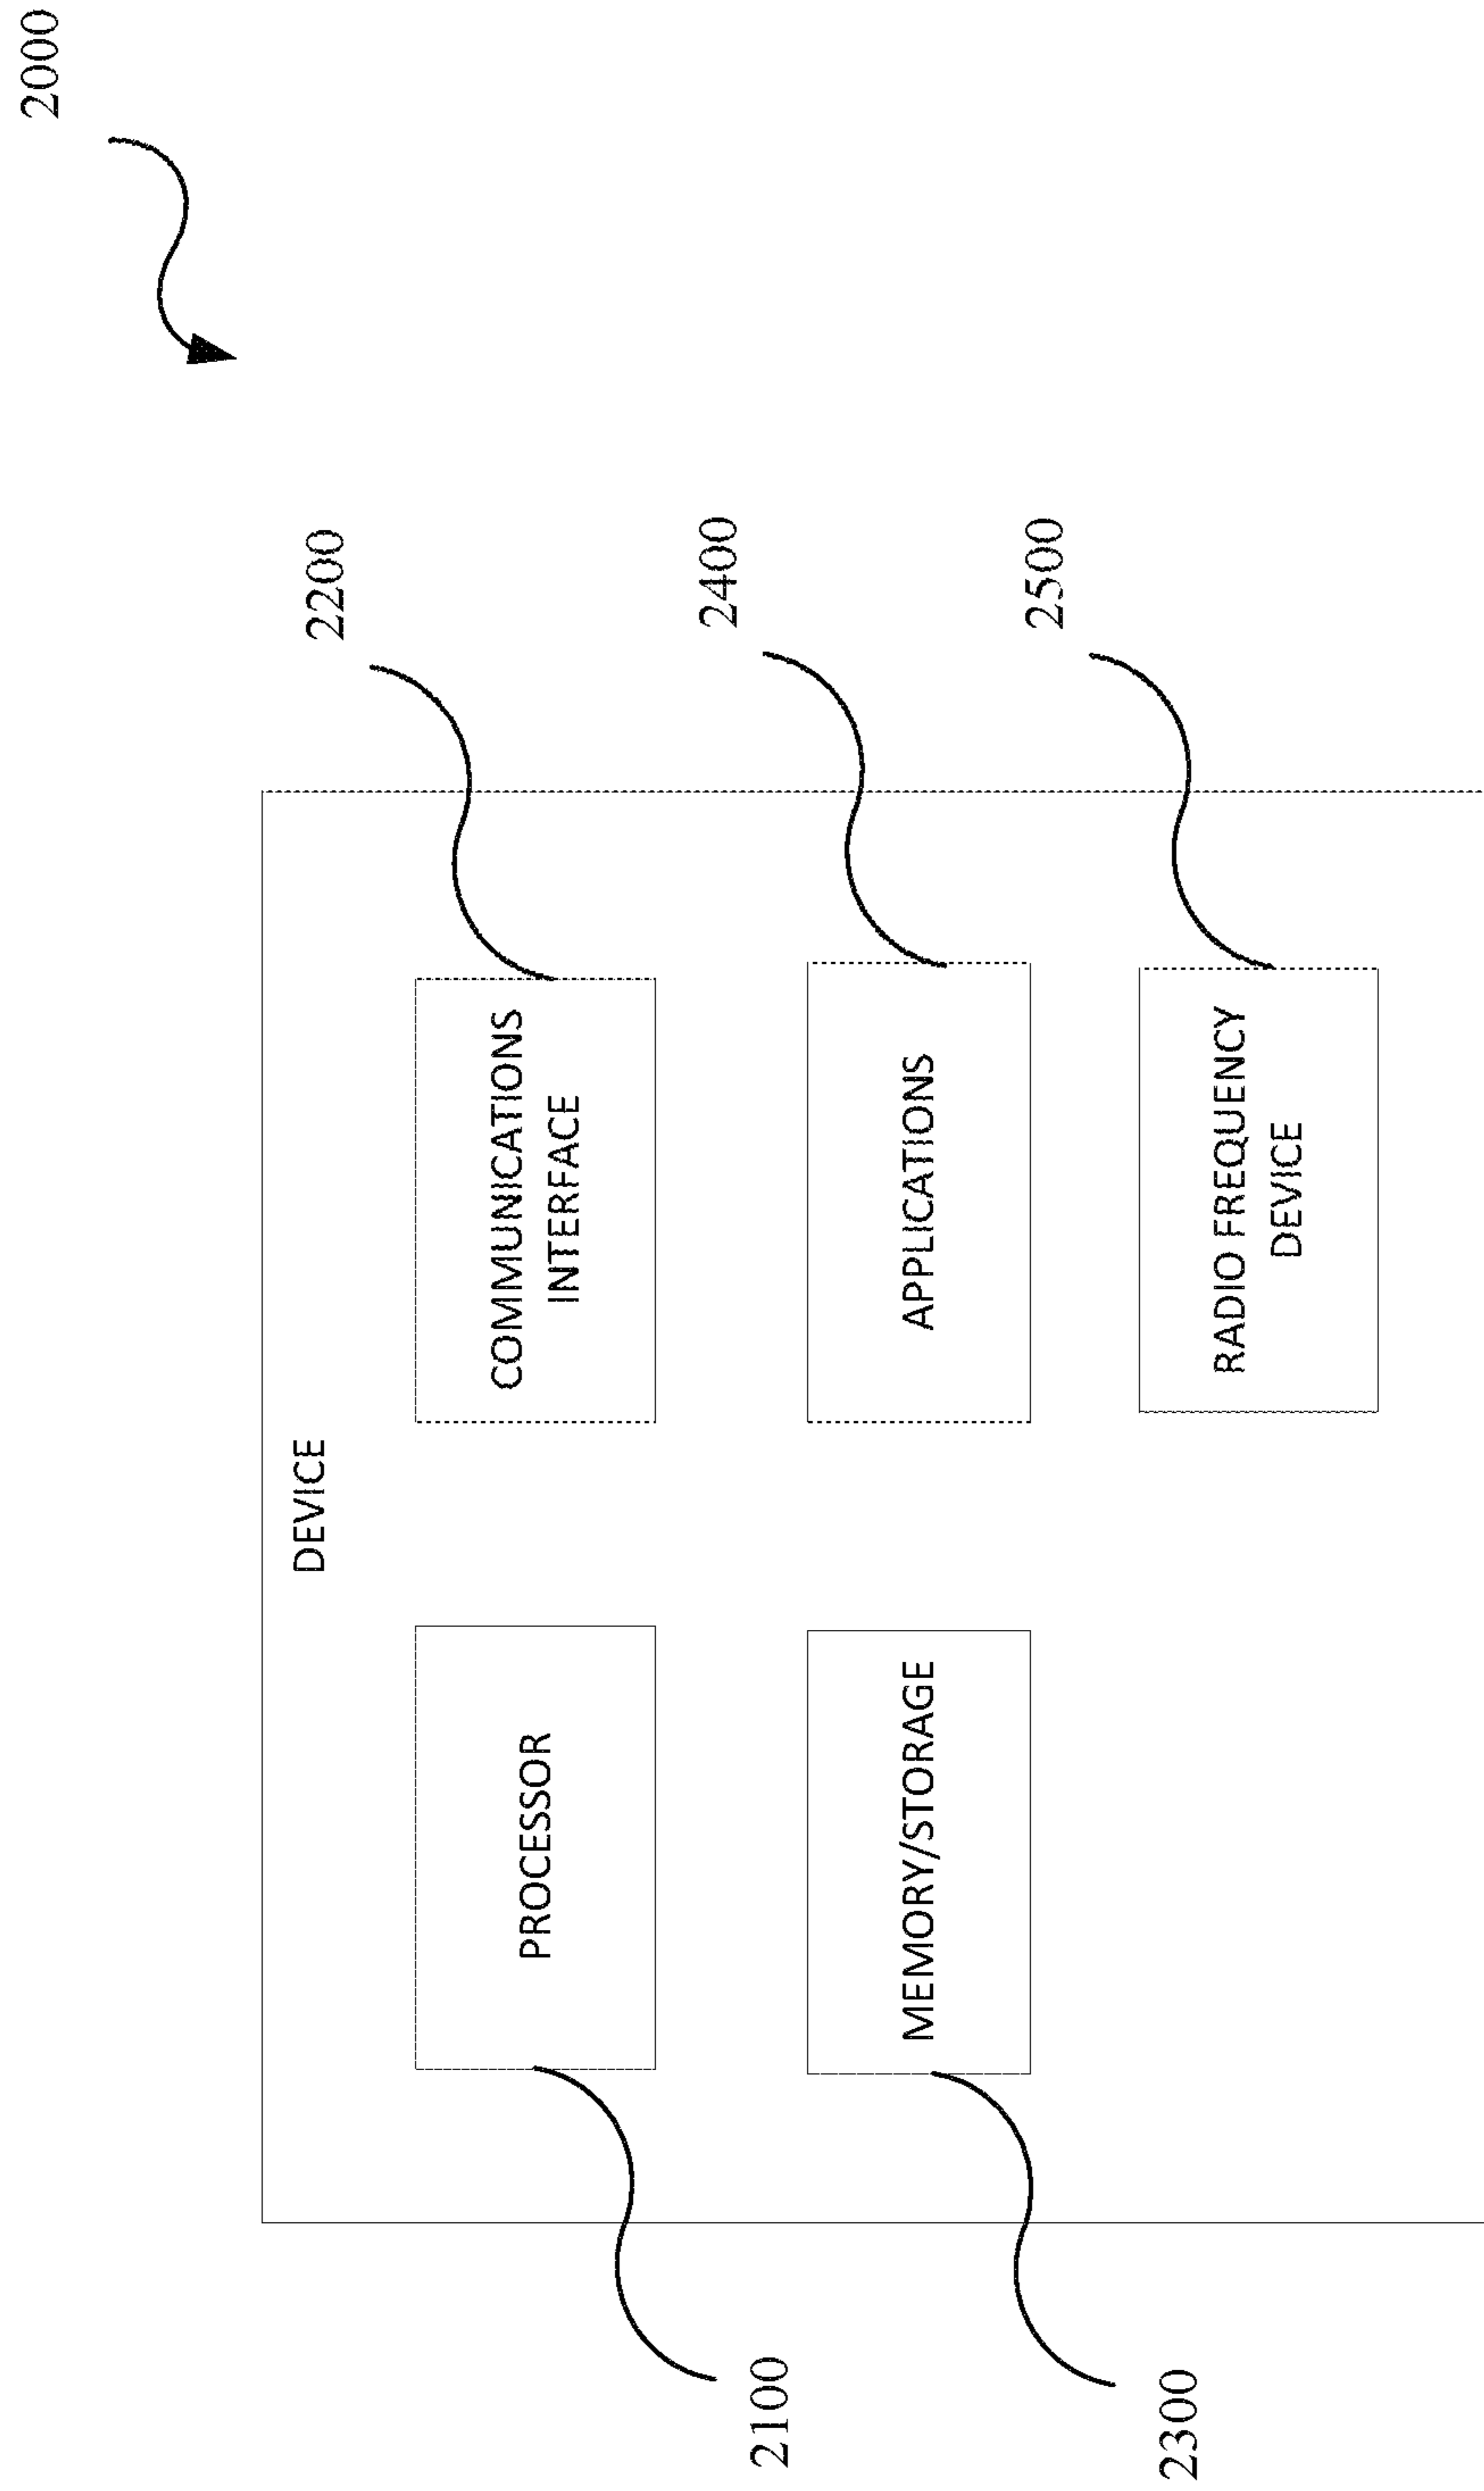 2000
DEVICE
2200
PROCESSOR
COMMUNICATIONS
INTERFACE
2100
2400
MEMORY/STORAGE
APPLICATIONS
2300
2500
RADIO FREQUENCY
DEVICE